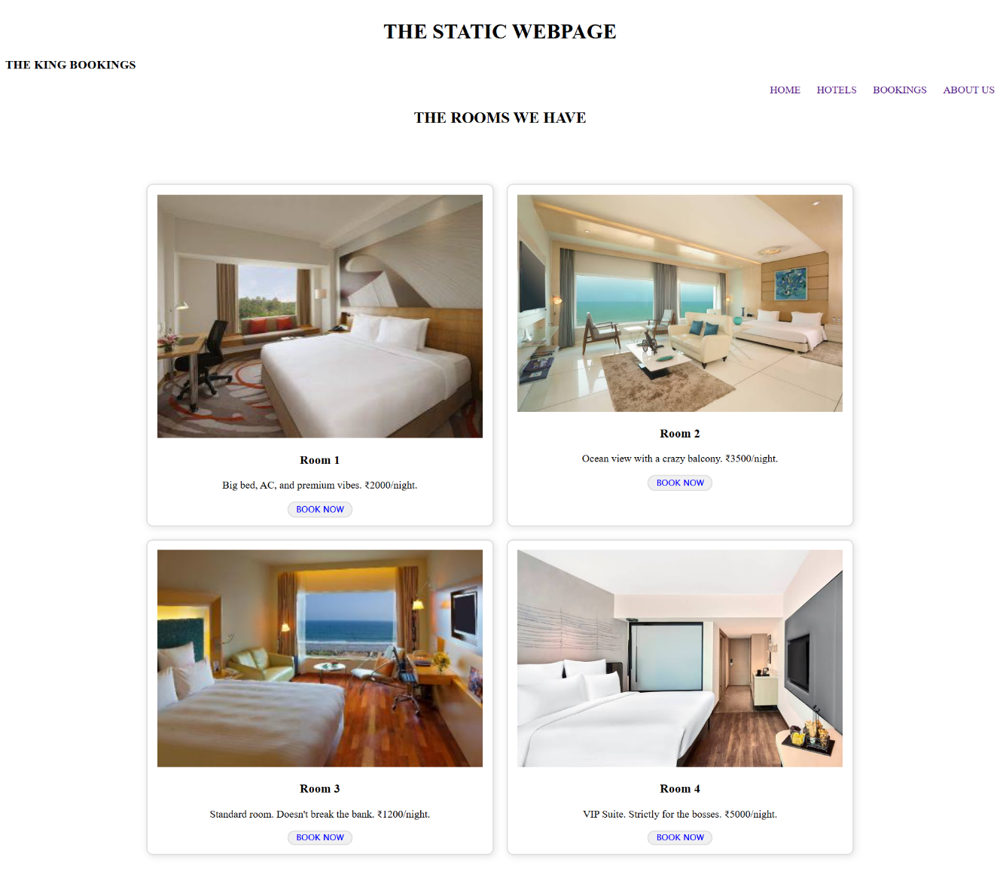 THE STATIC WEBPAGE
THE KING BOOKINGS
HOME HOTELS BOOKINGS ABOUT US
THE ROOMS WE HAVE
Room 1
Big bed, AC, and premium vibes. ₹2000/night.
BOOK NOW
Room 2
Ocean view with a crazy balcony. ₹3500/night.
BOOK NOW
Room 3
Standard room. Doesn't break the bank. ₹1200/night.
BOOK NOW
Room 4
VIP Suite. Strictly for the bosses. ₹5000/night.
BOOK NOW